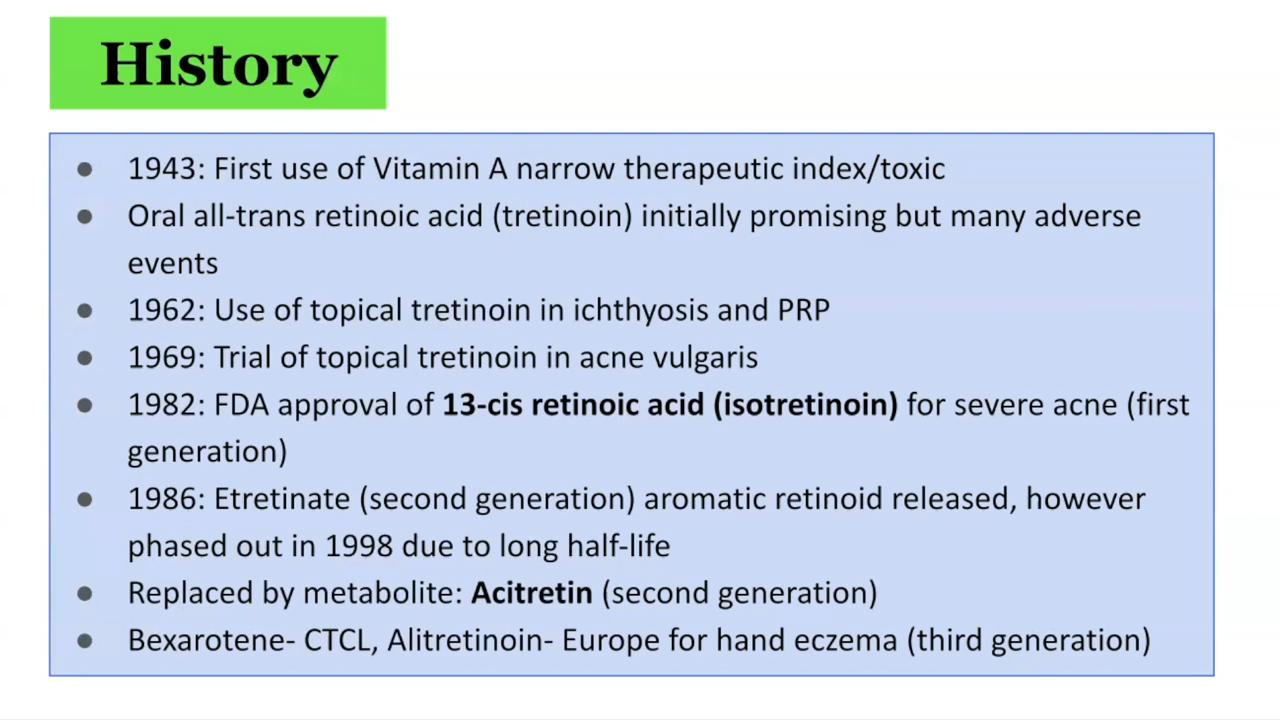 History
● 1943: First use of Vitamin A narrow therapeutic index/toxic
● Oral all-trans retinoic acid (tretinoin) initially promising but many adverse
events
● 1962: Use of topical tretinoin in ichthyosis and PRP
● 1969: Trial of topical tretinoin in acne vulgaris
● 1982: FDA approval of 13-cis retinoic acid (isotretinoin) for severe acne (first
generation)
● 1986: Etretinate (second generation) aromatic retinoid released, however
phased out in 1998 due to long half-life
● Replaced by metabolite: Acitretin (second generation)
● Bexarotene- CTCL, Alitretinoin- Europe for hand eczema (third generation)